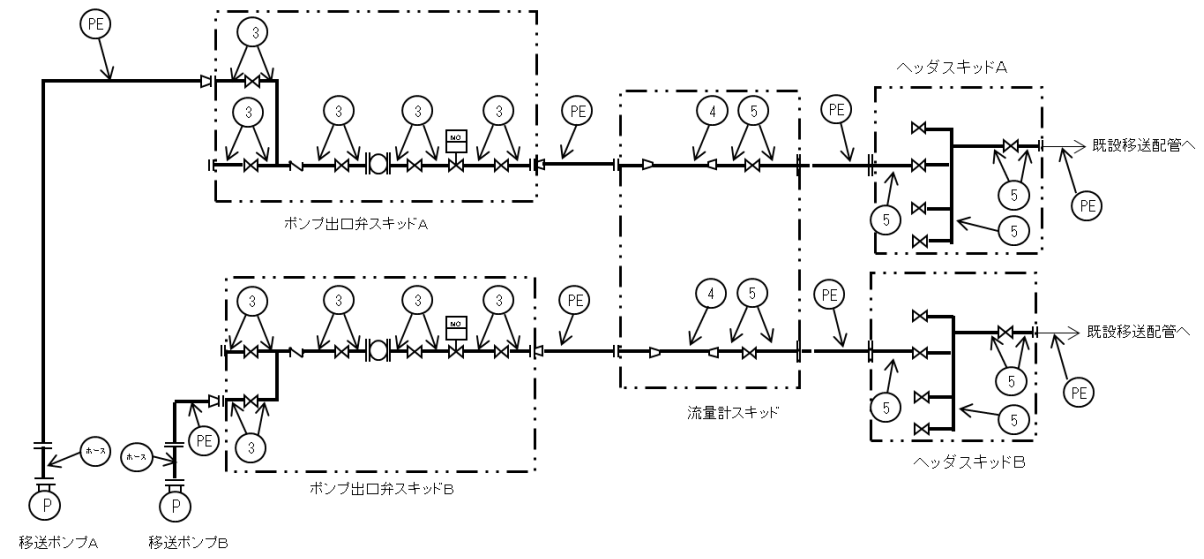 PE
3
ヘッダスキッドA
3
3
3
MO
3
PE
4
5
PE
既設移送配管へ
5
5
PE
5
ポンプ出口弁スキッドA
3
3
3
MO
3
PE
4
5
PE
既設移送配管へ
5
PE
5
5
流量計スキッド
PE
3
ホース
ホース
ヘッダスキッドB
ポンプ出口弁スキッドB
P
P
移送ポンプA
移送ポンプB